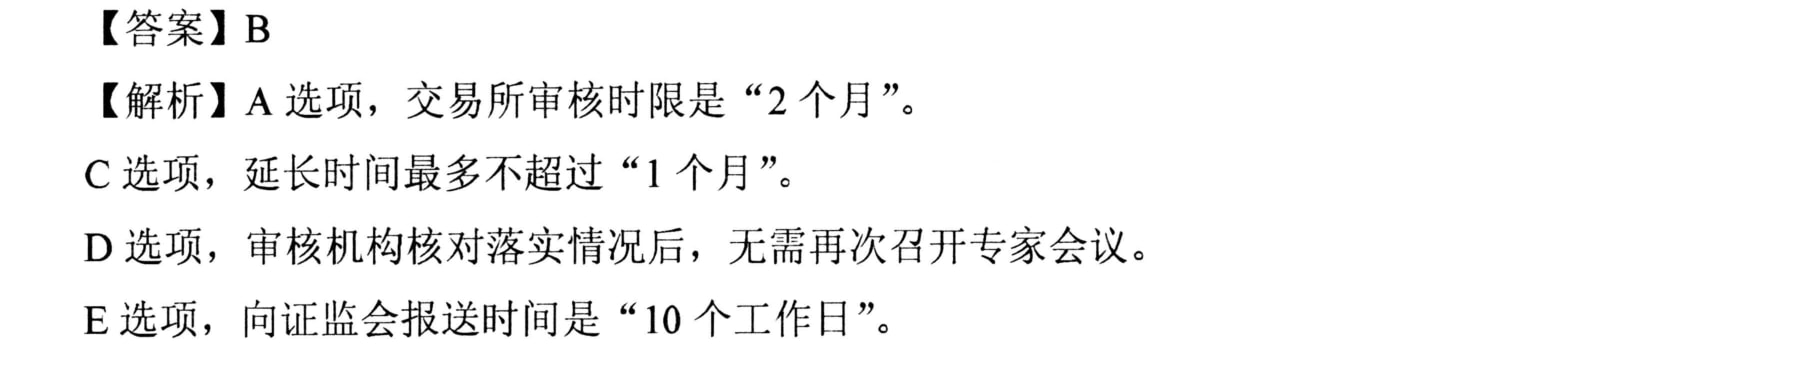 【答案】B
【解析】A 选项，交易所审核时限是“2 个月”。
C 选项，延长时间最多不超过“1 个月”。
D 选项，审核机构核对落实情况后，无需再次召开专家会议。
E 选项，向证监会报送时间是“10 个工作日”。